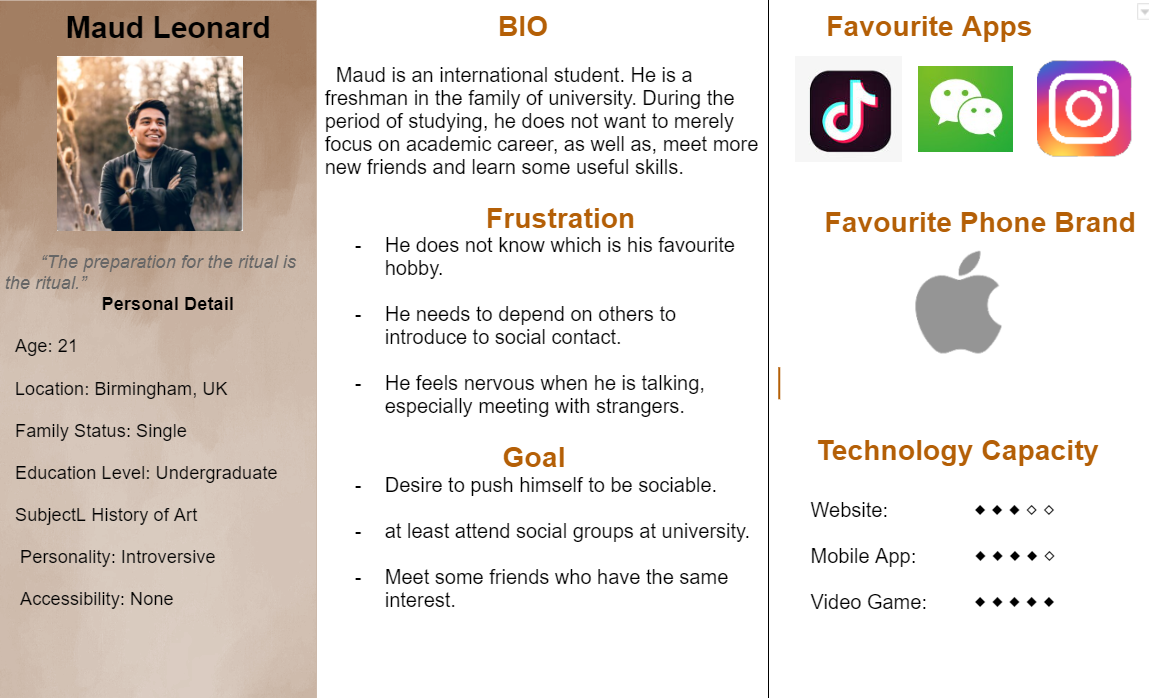 Maud Leonard
“The preparation for the ritual is
the ritual.”
Personal Detail
Age: 21
Location: Birmingham, UK
Family Status: Single
Education Level: Undergraduate
SubjectL History of Art
Personality: Introversive
Accessibility: None
BIO
Maud is an international student. He is a
freshman in the family of university. During the
period of studying, he does not want to merely
focus on academic career, as well as, meet more
new friends and learn some useful skills.
Frustration
- He does not know which is his favourite
hobby.
- He needs to depend on others to
introduce to social contact.
- He feels nervous when he is talking,
especially meeting with strangers.
Goal
- Desire to push himself to be sociable.
- at least attend social groups at university.
- Meet some friends who have the same
interest.
Favourite Apps
Favourite Phone Brand
Technology Capacity
Website: ◆ ◆ ◆ ◇ ◇
Mobile App: ◆ ◆ ◆ ◆ ◇
Video Game: ◆ ◆ ◆ ◆ ◆